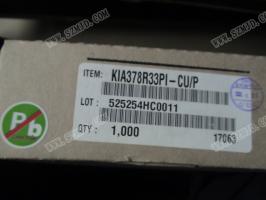 ITEM: KIA378R33PI-CU/P
LOT: 525254HC0011
QTY: 1,000
17063
Pb